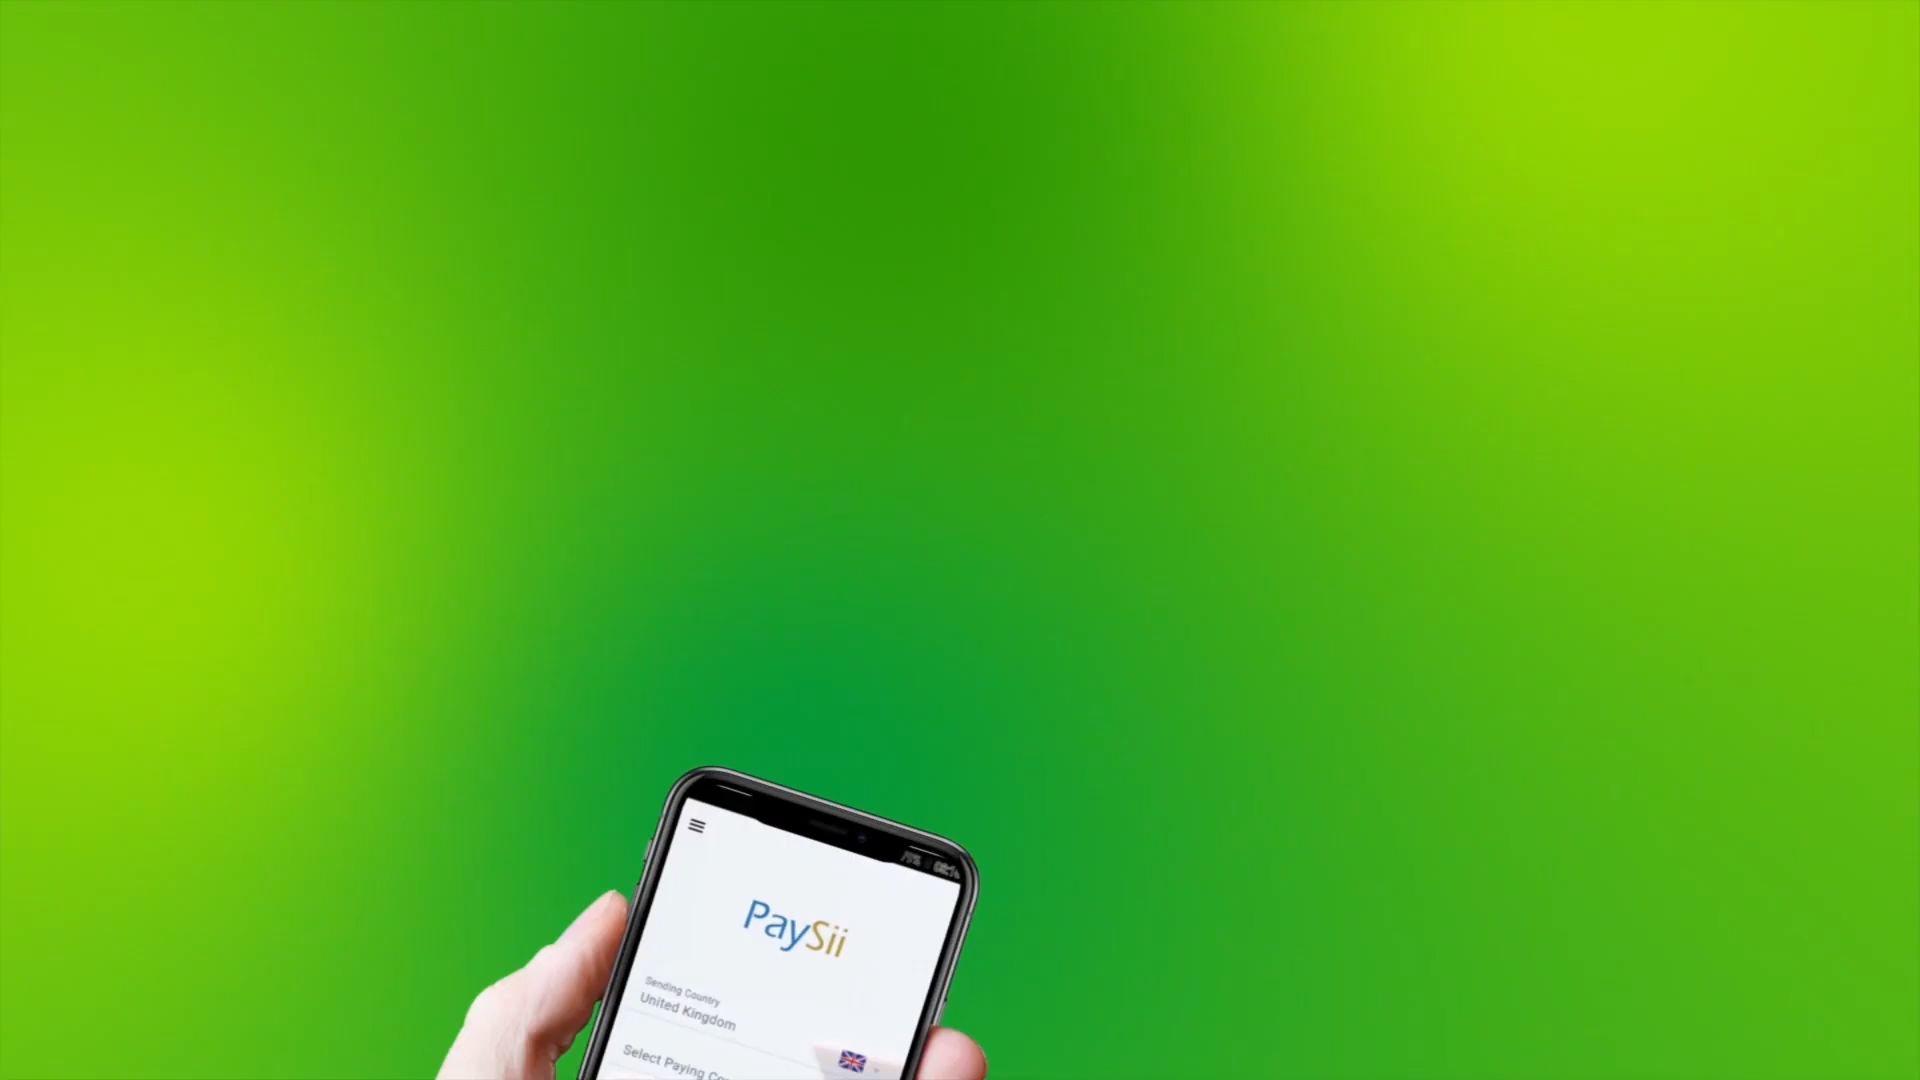 PaySii
Sending Country
United Kingdom
Select Paying